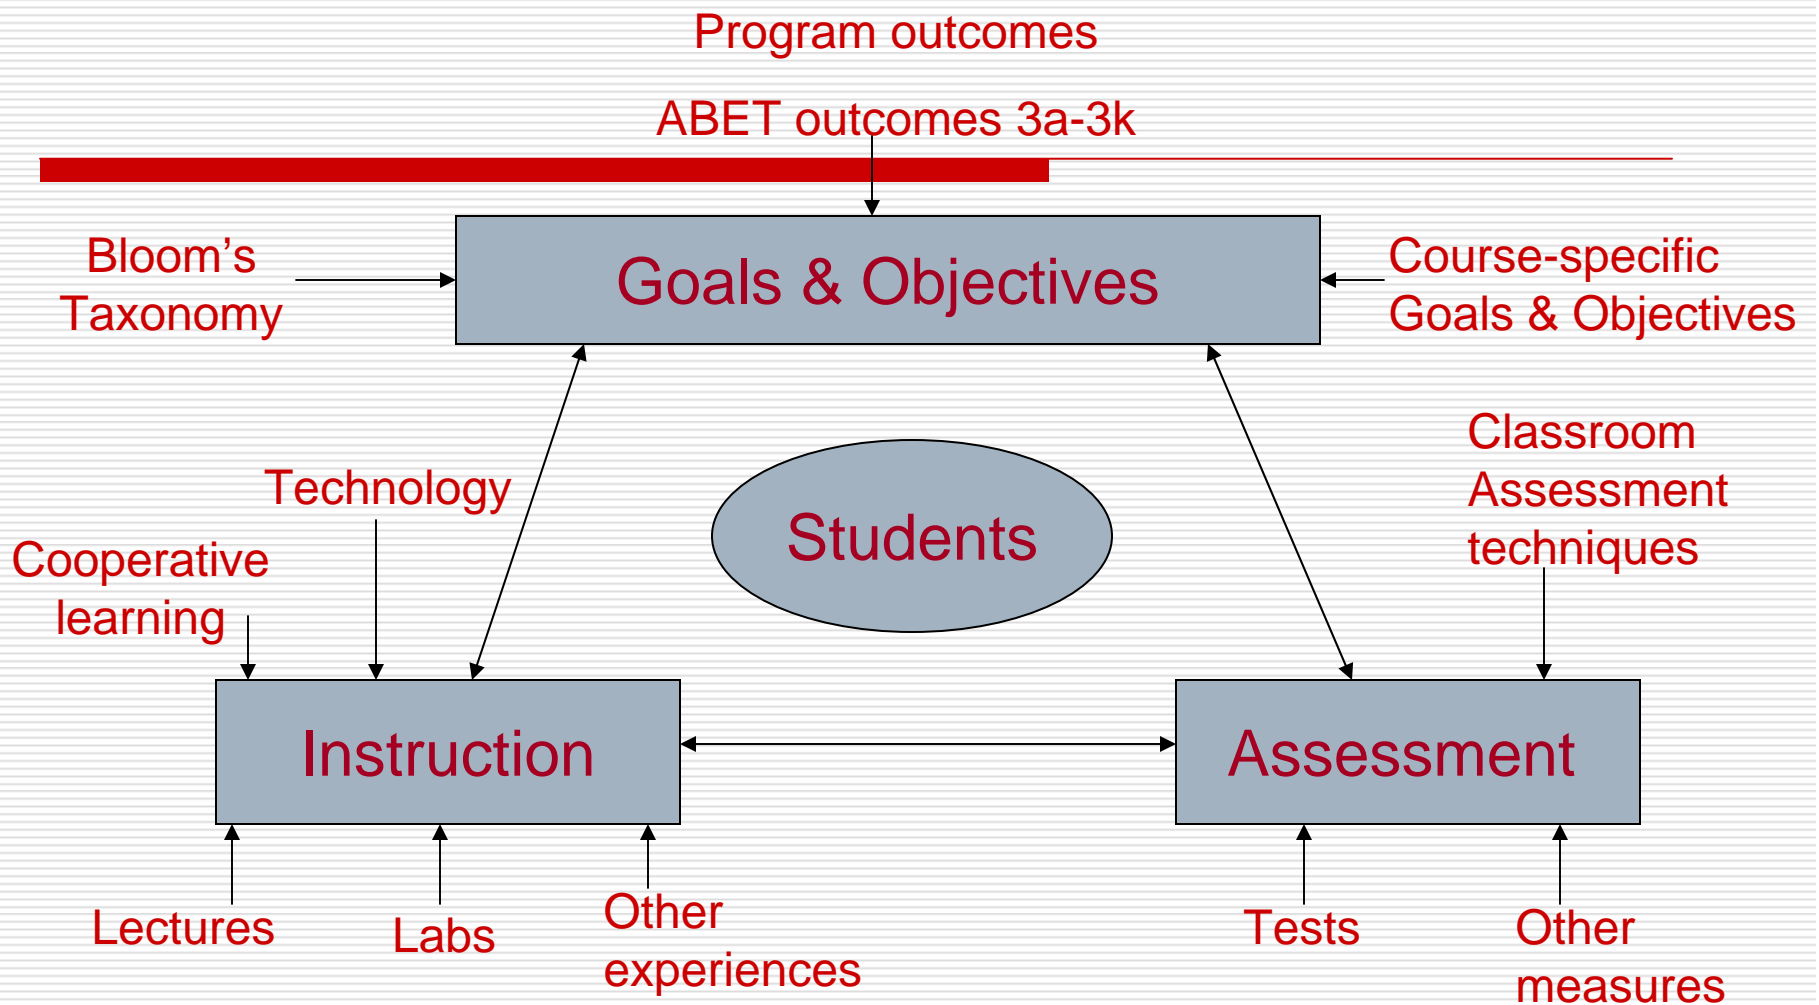 Program outcomes
ABET outcomes 3a-3k
Bloom’s
Taxonomy
Goals & Objectives
Course-specific
Goals & Objectives
Technology
Cooperative
learning
Students
Classroom
Assessment
techniques
Instruction
Assessment
Lectures
Labs
Other
experiences
Tests
Other
measures